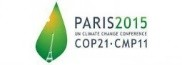 PARIS2015
UN CLIMATE CHANGE CONFERENCE
COP21·CMP11